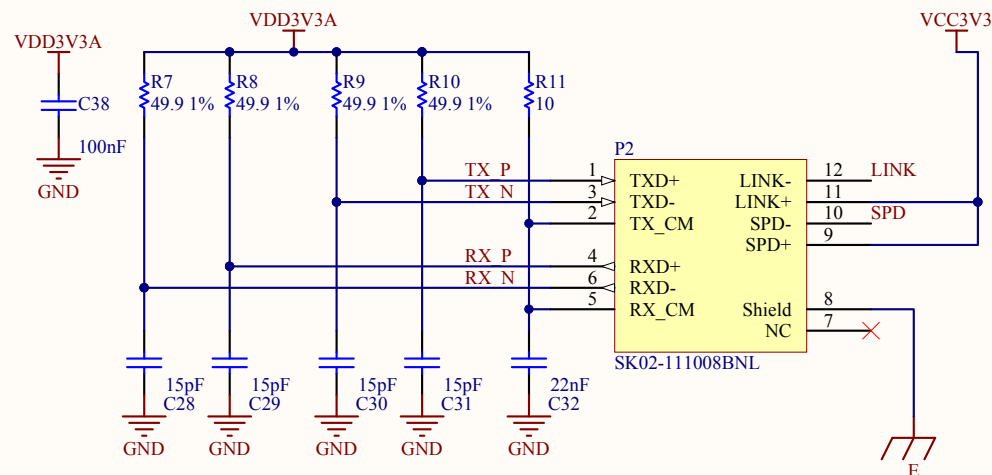 VDD3V3A
VCC3V3
VDD3V3A
R7
49.9 1%
R8
49.9 1%
R9
49.9 1%
R10
49.9 1%
R11
10
C38
100nF
GND
P2
TX_P
1
TXD+
LINK-
12
LINK
TX_N
3
TXD-
LINK+
11
2
TX_CM
SPD-
10
SPD
SPD+
9
RX_P
4
RXD+
RX_N
6
RXD-
5
RX_CM
Shield
8
NC
7
SK02-111008BNL
15pF
C28
15pF
C29
15pF
C30
15pF
C31
22nF
C32
GND
GND
GND
GND
GND
E